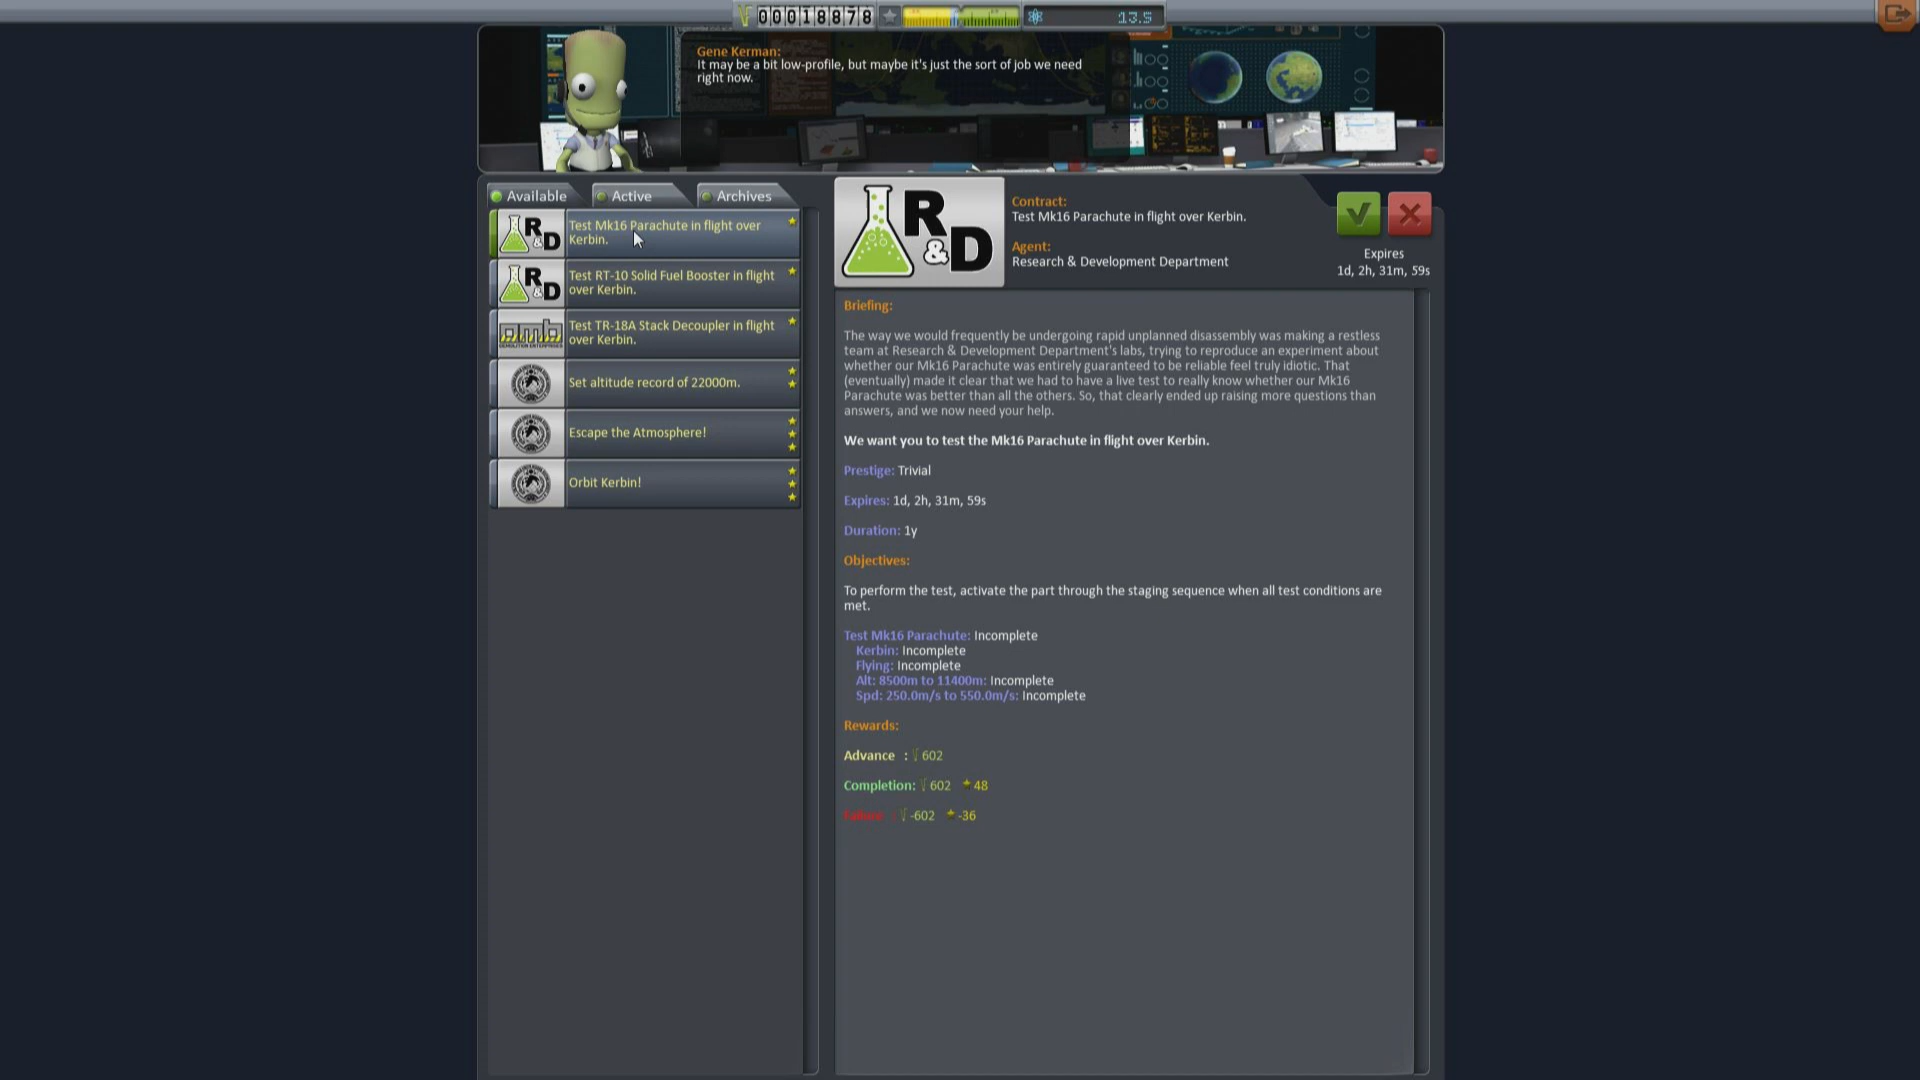 00018878
13.5
Gene Kerman:
It may be a bit low-profile, but maybe it's just the sort of job we need
right now.
Available
Active
Archives
R&D
Test Mk16 Parachute in flight over
Kerbin.
R&D
Test RT-10 Solid Fuel Booster in flight
over Kerbin.
Test TR-18A Stack Decoupler in flight
over Kerbin.
Set altitude record of 22000m.
Escape the Atmosphere!
Orbit Kerbin!
R&D
Contract:
Test Mk16 Parachute in flight over Kerbin.
Agent:
Research & Development Department
Expires
1d, 2h, 31m, 59s
Briefing:
The way we would frequently be undergoing rapid unplanned disassembly was making a restless
team at Research & Development Department's labs, trying to reproduce an experiment about
whether our Mk16 Parachute was entirely guaranteed to be reliable feel truly idiotic. That
(eventually) made it clear that we had to have a live test to really know whether our Mk16
Parachute was better than all the others. So, that clearly ended up raising more questions than
answers, and we now need your help.
We want you to test the Mk16 Parachute in flight over Kerbin.
Prestige: Trivial
Expires: 1d, 2h, 31m, 59s
Duration: 1y
Objectives:
To perform the test, activate the part through the staging sequence when all test conditions are
met.
Test Mk16 Parachute: Incomplete
Kerbin: Incomplete
Flying: Incomplete
Alt: 8500m to 11400m: Incomplete
Spd: 250.0m/s to 550.0m/s: Incomplete
Rewards:
Advance : 602
Completion: 602 48
Failure : -602 -36